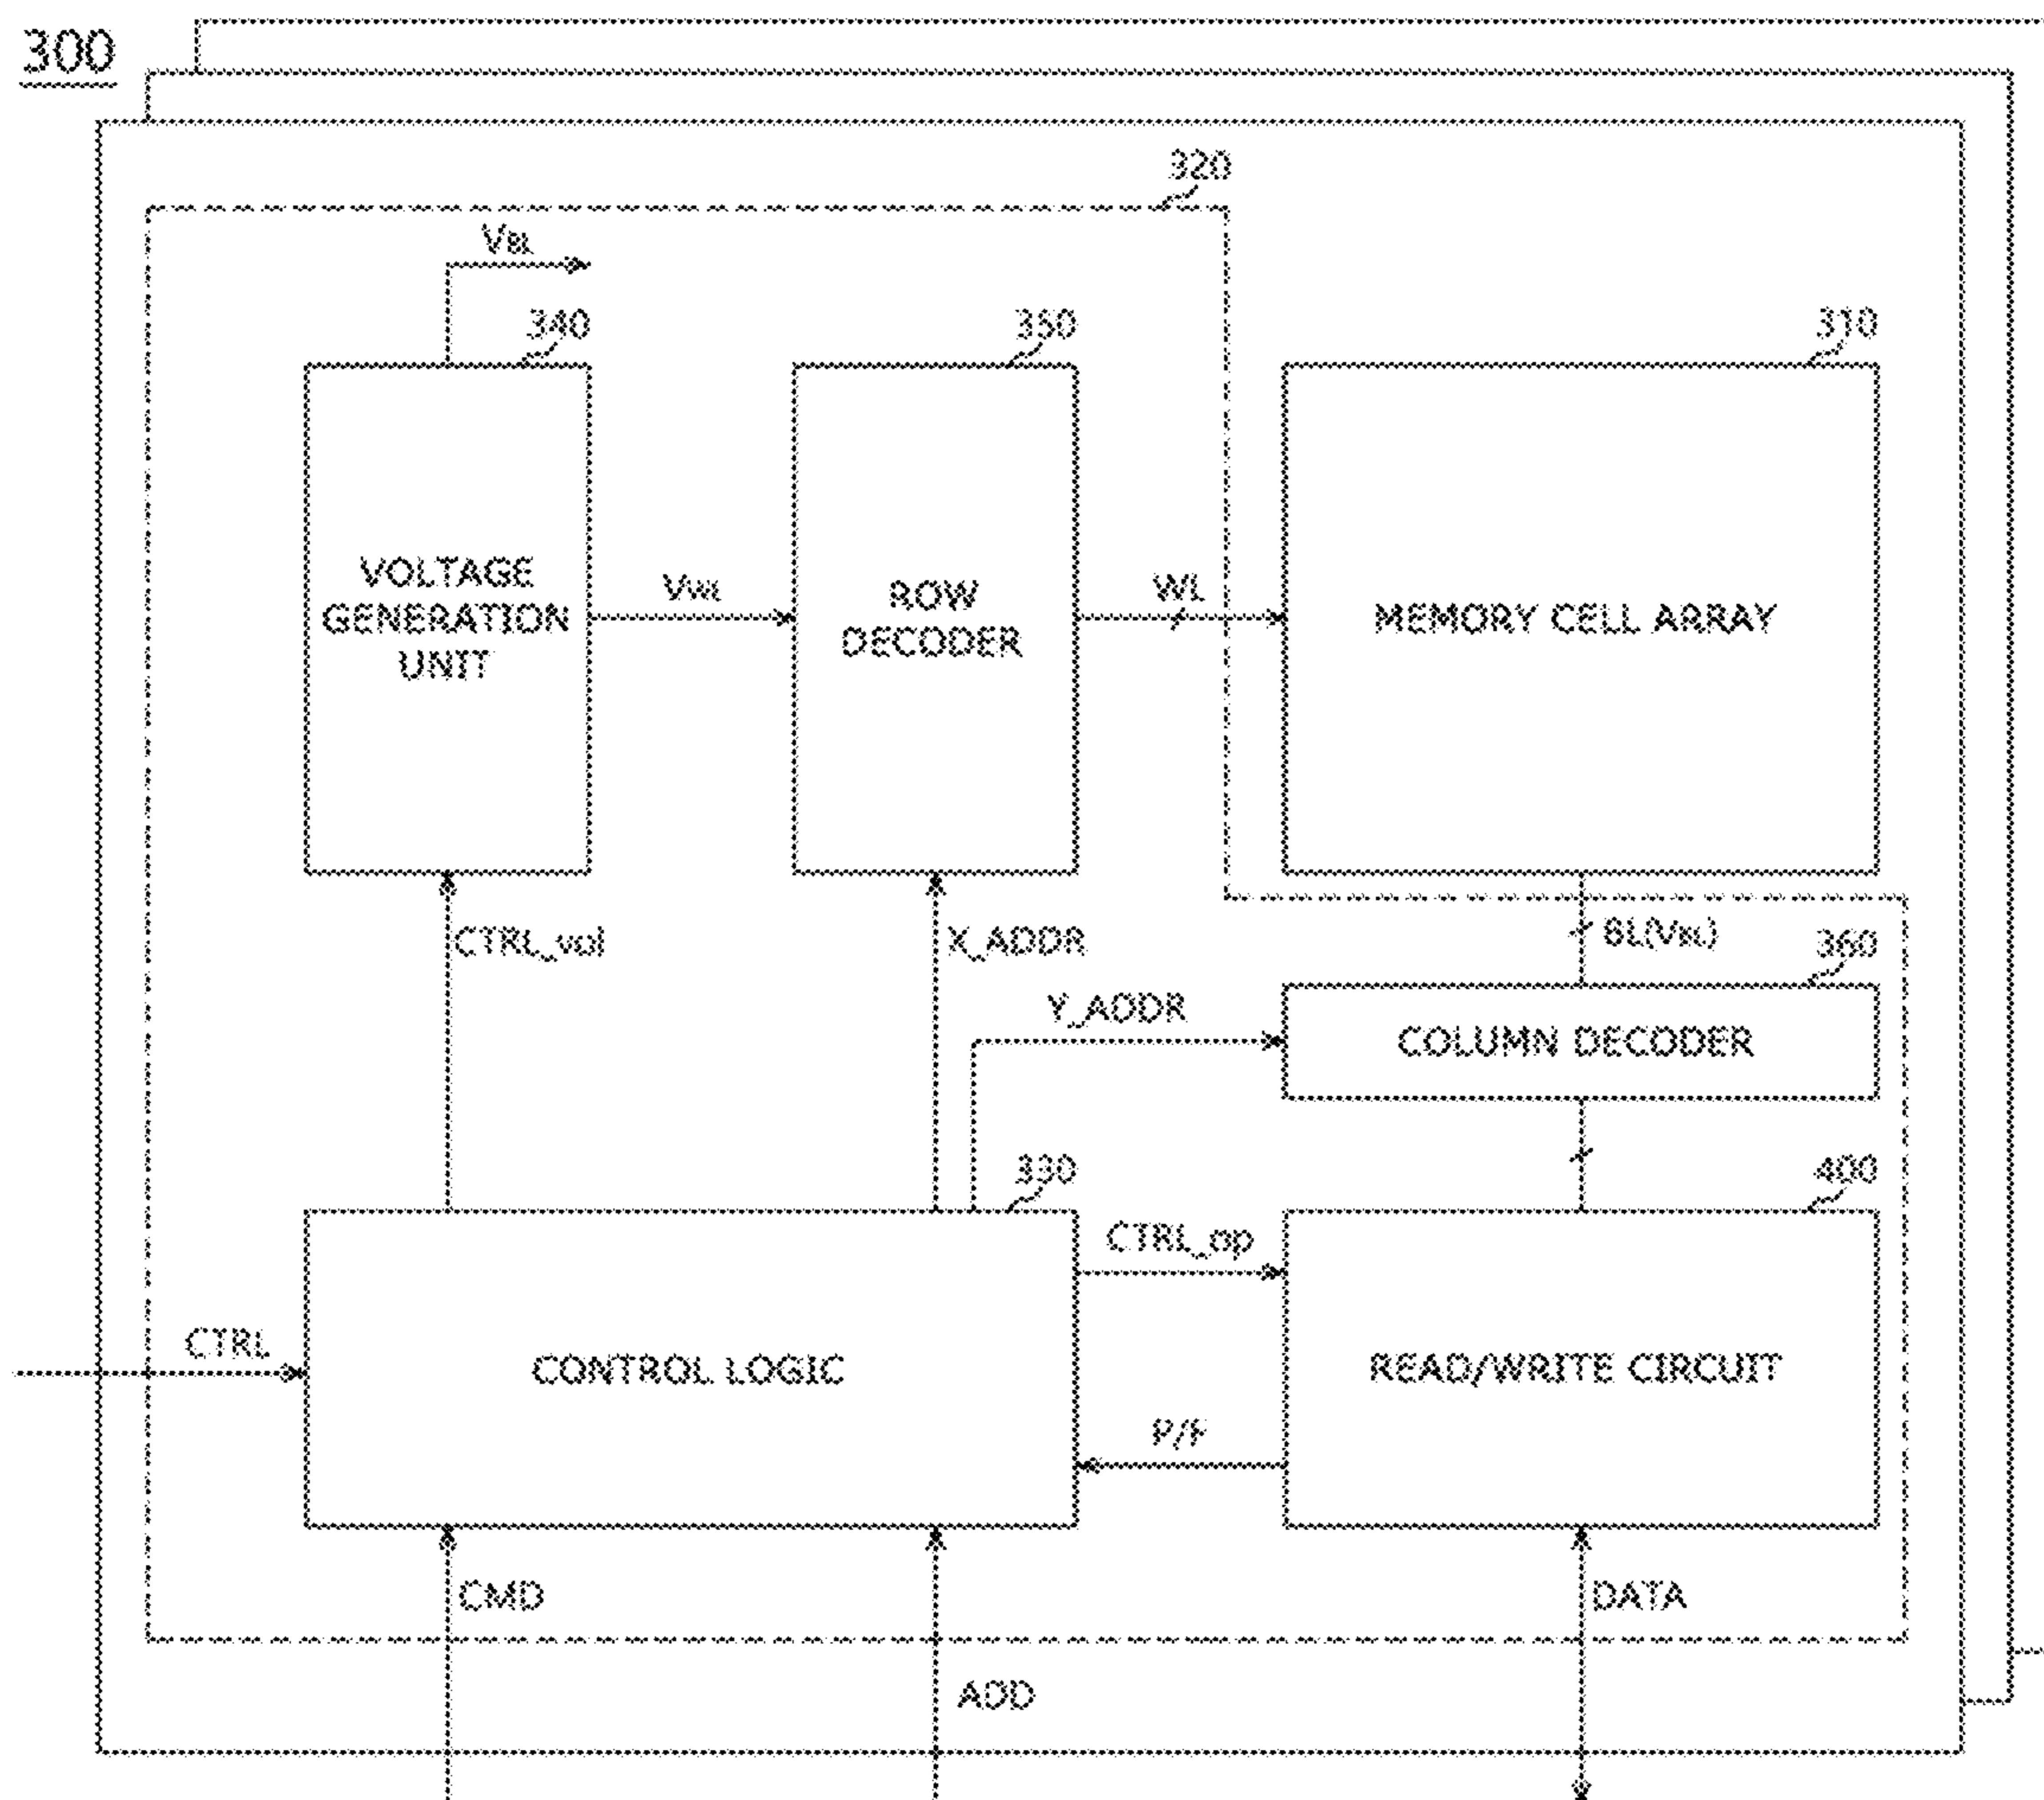 300
320
VBL
340
350
310
VOLTAGE
GENERATION
UNIT
VWL
ROW
DECODER
WL
MEMORY CELL ARRAY
CTRL_vol
X_ADDR
BL(VBL)
360
Y_ADDR
COLUMN DECODER
330
400
CTRL_op
CTRL
CONTROL LOGIC
READ/WRITE CIRCUIT
P/F
CMD
DATA
ADD